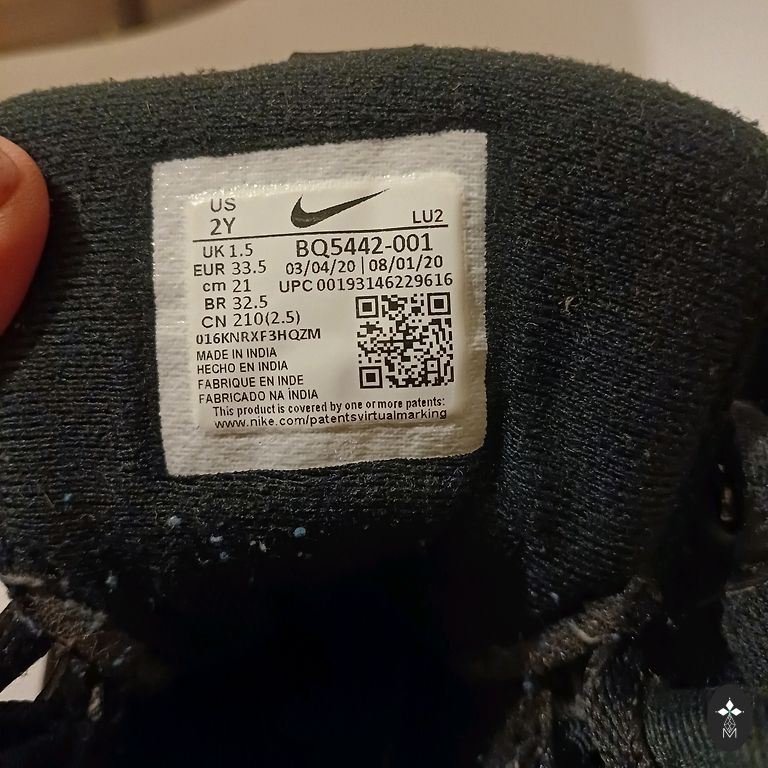 US
2Y
LU2
UK 1.5
BQ5442-001
EUR 33.5
03/04/20 | 08/01/20
cm 21
UPC 00193146229616
BR 32.5
CN 210(2.5)
016KNRXF3HQZM
MADE IN INDIA
HECHO EN INDIA
FABRIQUE EN INDE
FABRICADO NA ÍNDIA
This product is covered by one or more patents:
www.nike.com/patentsvirtualmarking
M